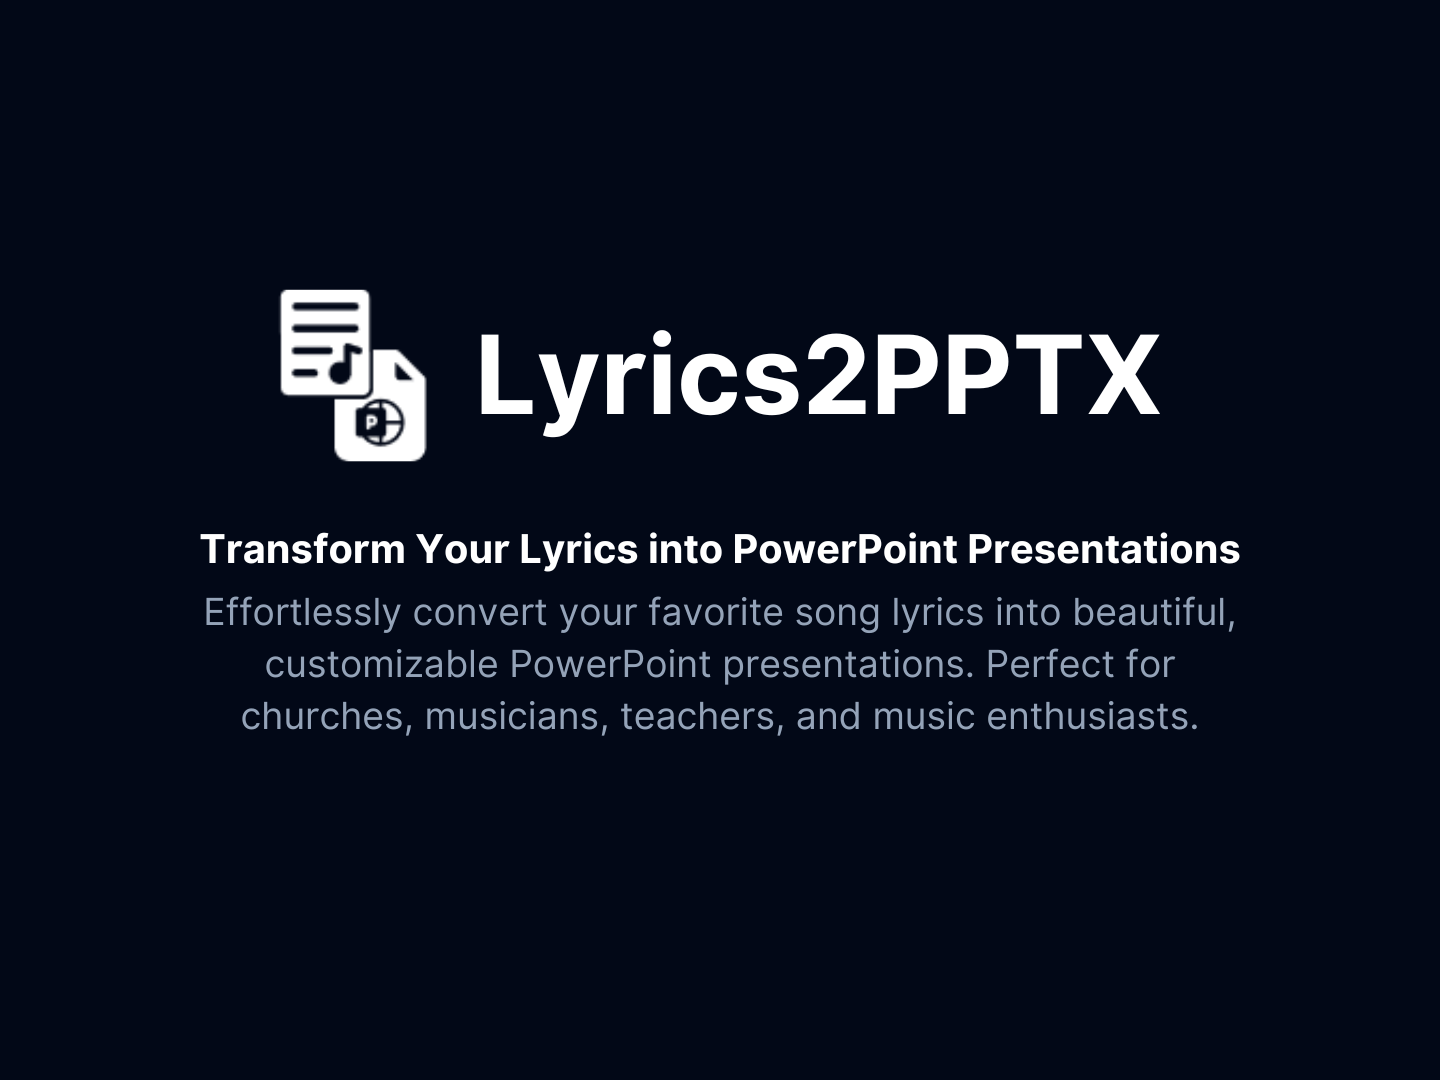 Lyrics2PPTX
P
Transform Your Lyrics into PowerPoint Presentations
Effortlessly convert your favorite song lyrics into beautiful,
customizable PowerPoint presentations. Perfect for
churches, musicians, teachers, and music enthusiasts.